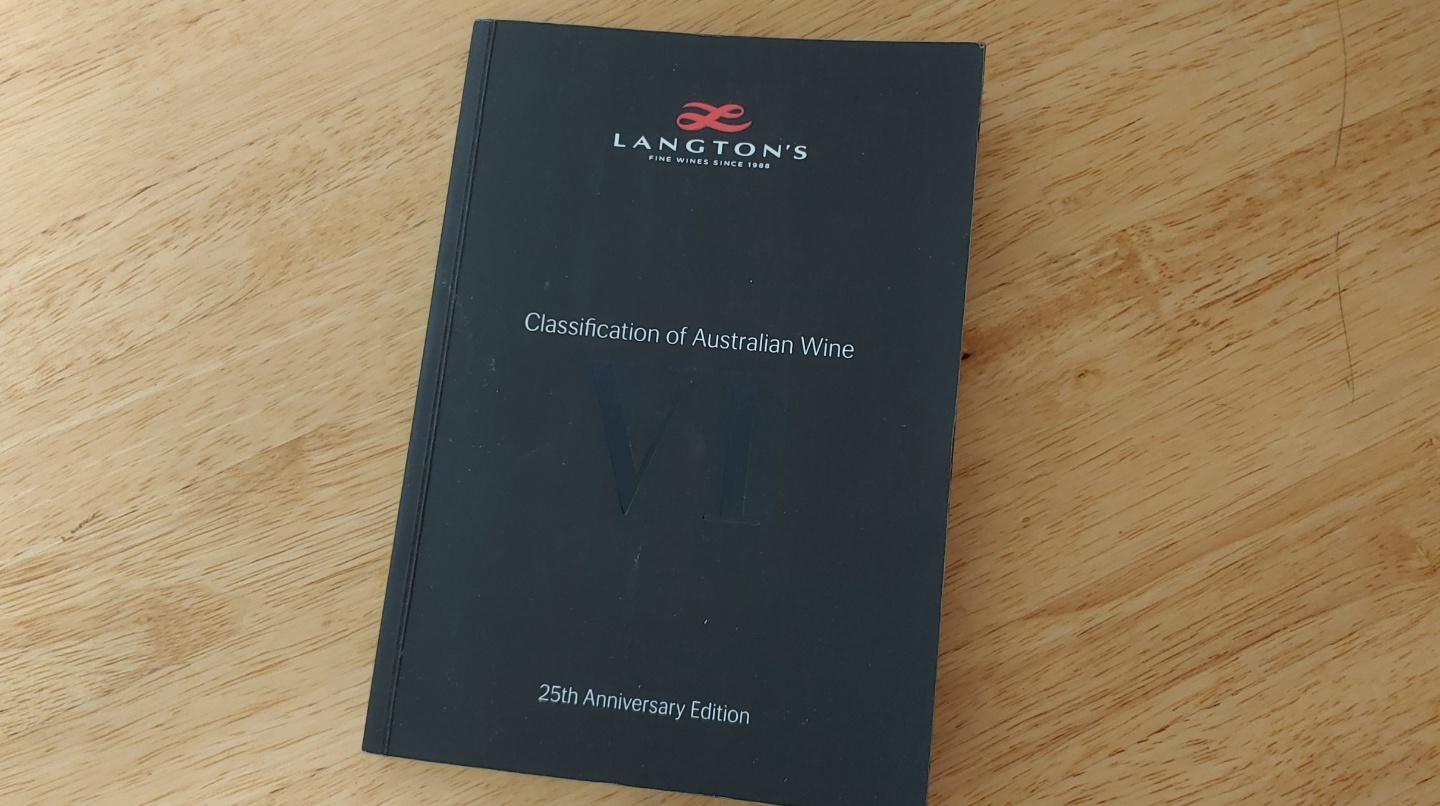 LANGTON'S
FINE WINES SINCE 1988
Classification of Australian Wine
VI
25th Anniversary Edition